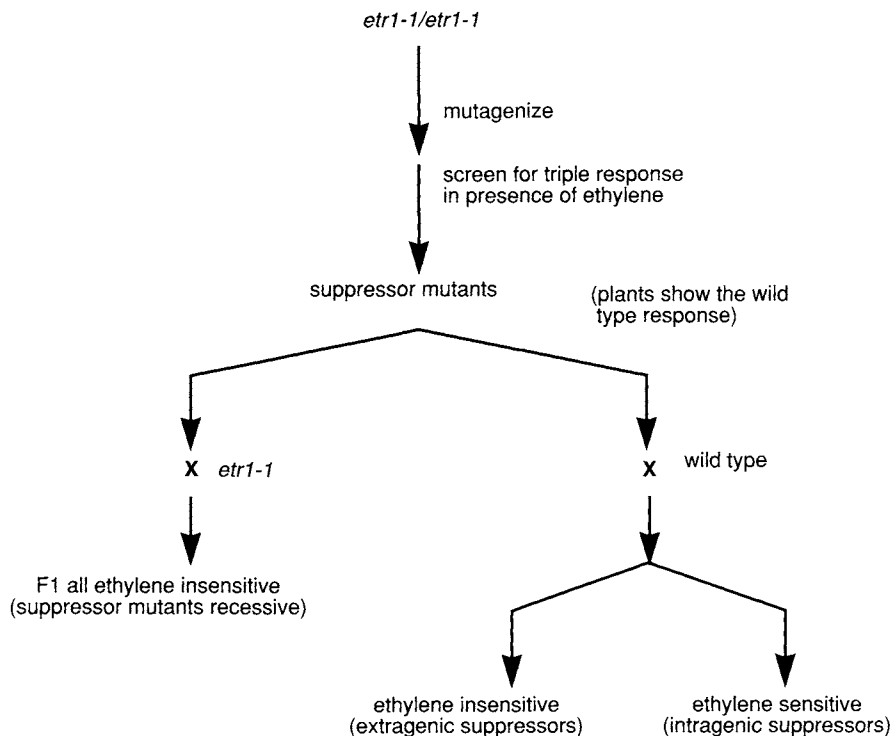 etr1-1/etr1-1
mutagenize
screen for triple response
in presence of ethylene
suppressor mutants
(plants show the wild
type response)
X etr1-1
X wild type
F1 all ethylene insensitive
(suppressor mutants recessive)
ethylene insensitive
(extragenic suppressors)
ethylene sensitive
(intragenic suppressors)